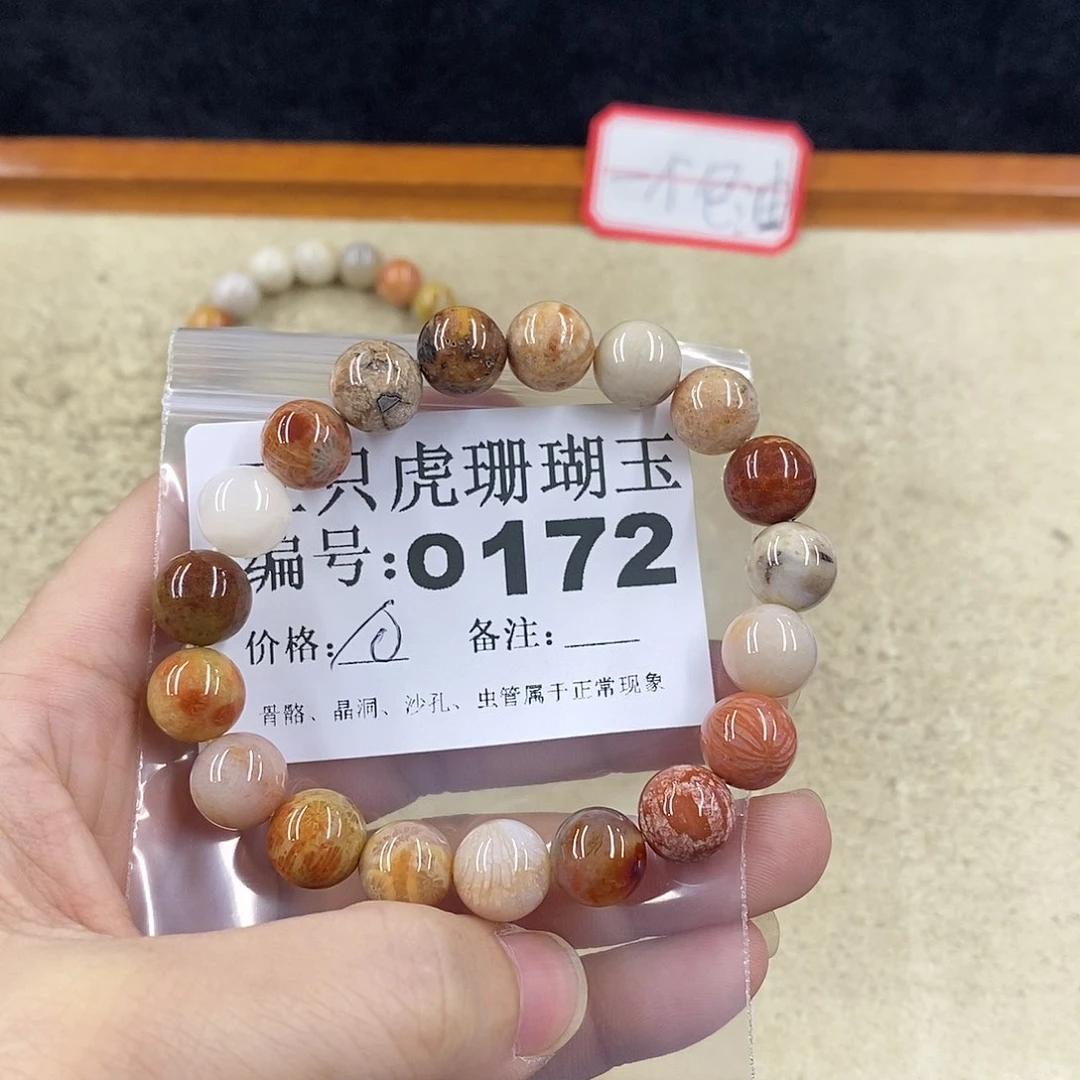 只虎珊瑚玉
编号:0172
价格: 备注:
骨骼、晶洞、沙孔、虫管属于正常现象